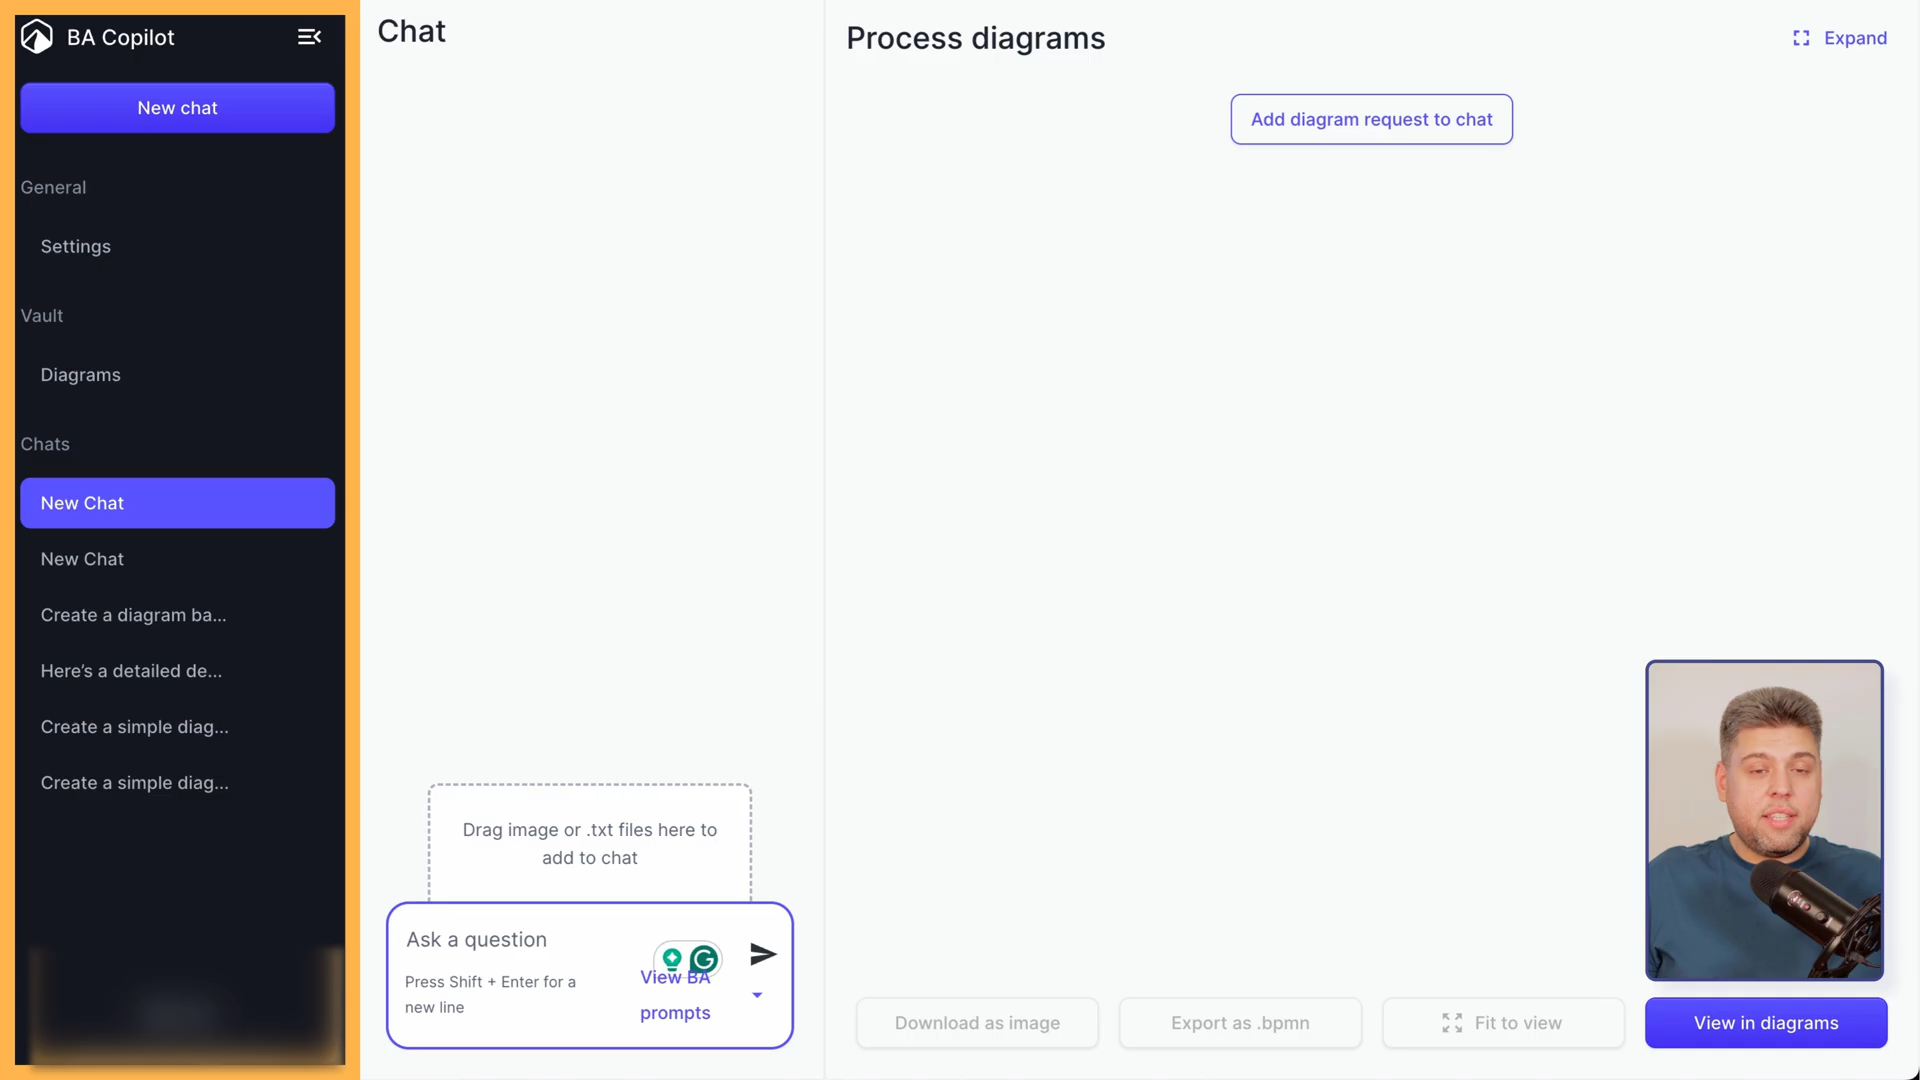 BA Copilot
New chat
General
Settings
Vault
Diagrams
Chats
New Chat
New Chat
Create a diagram ba...
Here's a detailed de...
Create a simple diag...
Create a simple diag...
Chat
Drag image or .txt files here to
add to chat
Ask a question
Press Shift + Enter for a
new line
View BA
prompts
Process diagrams
Expand
Add diagram request to chat
Download as image
Export as .bpmn
Fit to view
View in diagrams